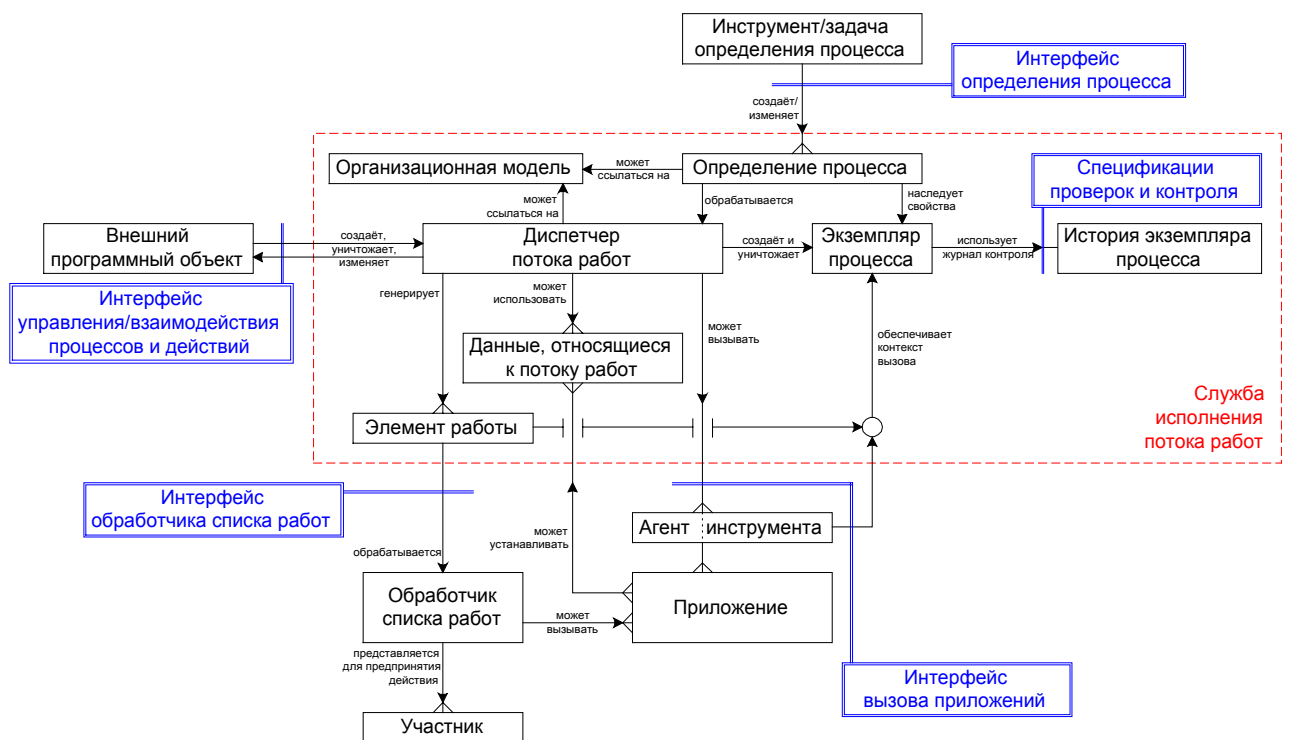 Инструмент/задача
определения процесса
Интерфейс
определения процесса
создаёт/
изменяет
Организационная модель
может
ссылаться на
Определение процесса
Спецификации
проверок и контроля
может
ссылаться на
обрабатывается
наследует
свойства
Внешний
программный объект
создаёт,
уничтожает,
изменяет
Диспетчер
потока работ
создаёт и
уничтожает
Экземпляр
процесса
использует
журнал контроля
История экземпляра
процесса
Интерфейс
управления/взаимодействия
процессов и действий
генерирует
может
использовать
может
вызывать
обеспечивает
контекст
вызова
Данные, относящиеся
к потоку работ
Служба
исполнения
потока работ
Элемент работы
Интерфейс
обработчика списка работ
Агент инструмента
может
устанавливать
обрабатывается
Обработчик
списка работ
может
вызывать
Приложение
представляется
для предпринятия
действия
Интерфейс
вызова приложений
Участник